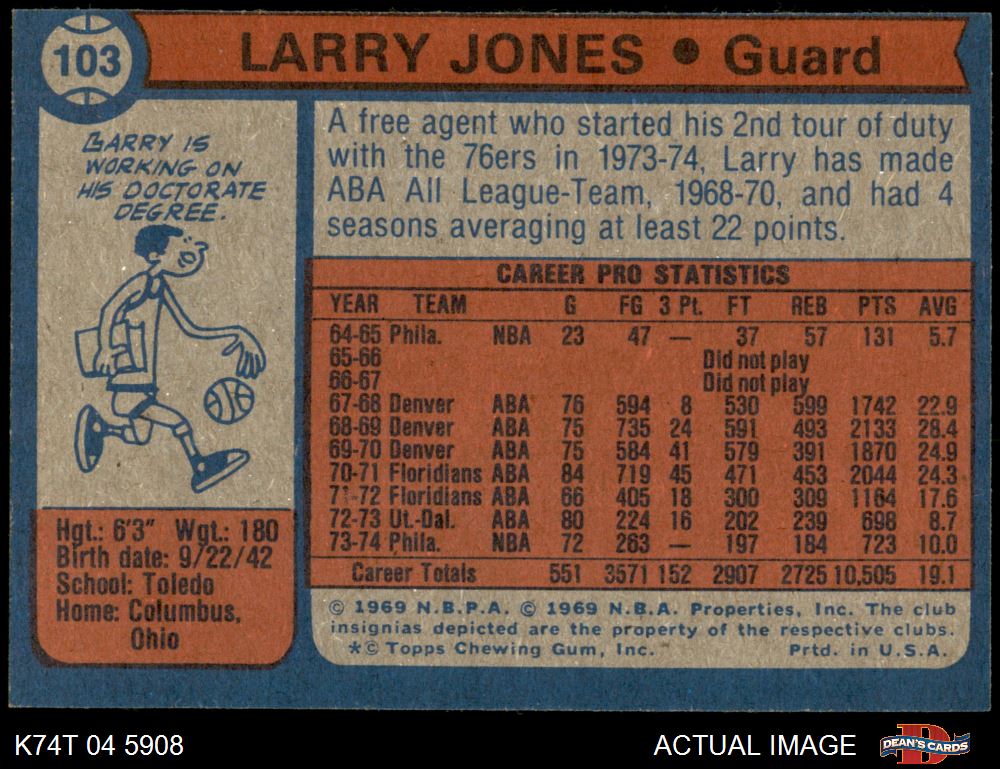 103
LARRY JONES • Guard
LARRY IS
WORKING ON
HIS DOCTORATE
DEGREE.
A free agent who started his 2nd tour of duty
with the 76ers in 1973-74, Larry has made
ABA All League-Team, 1968-70, and had 4
seasons averaging at least 22 points.
CAREER PRO STATISTICS
YEAR TEAM G FG 3 Pt. FT REB PTS AVG
64-65 Phila. NBA 23 47 — 37 57 131 5.7
65-66 Did not play
66-67 Did not play
67-68 Denver ABA 76 594 8 530 599 1742 22.9
68-69 Denver ABA 75 735 24 591 493 2133 28.4
69-70 Denver ABA 75 584 41 579 391 1870 24.9
70-71 Floridians ABA 84 719 45 471 453 2044 24.3
71-72 Floridians ABA 66 405 18 300 309 1164 17.6
72-73 Ut.-Dal. ABA 80 224 16 202 239 698 8.7
73-74 Phila. NBA 72 263 — 197 184 723 10.0
Career Totals 551 3571 152 2907 2725 10,505 19.1
Hgt.: 6'3" Wgt.: 180
Birth date: 9/22/42
School: Toledo
Home: Columbus,
Ohio
© 1969 N.B.P.A. © 1969 N.B.A. Properties, Inc. The club
insignias depicted are the property of the respective clubs.
*© Topps Chewing Gum, Inc. Prtd. in U.S.A.
K74T 04 5908
ACTUAL IMAGE
DEAN'S CARDS